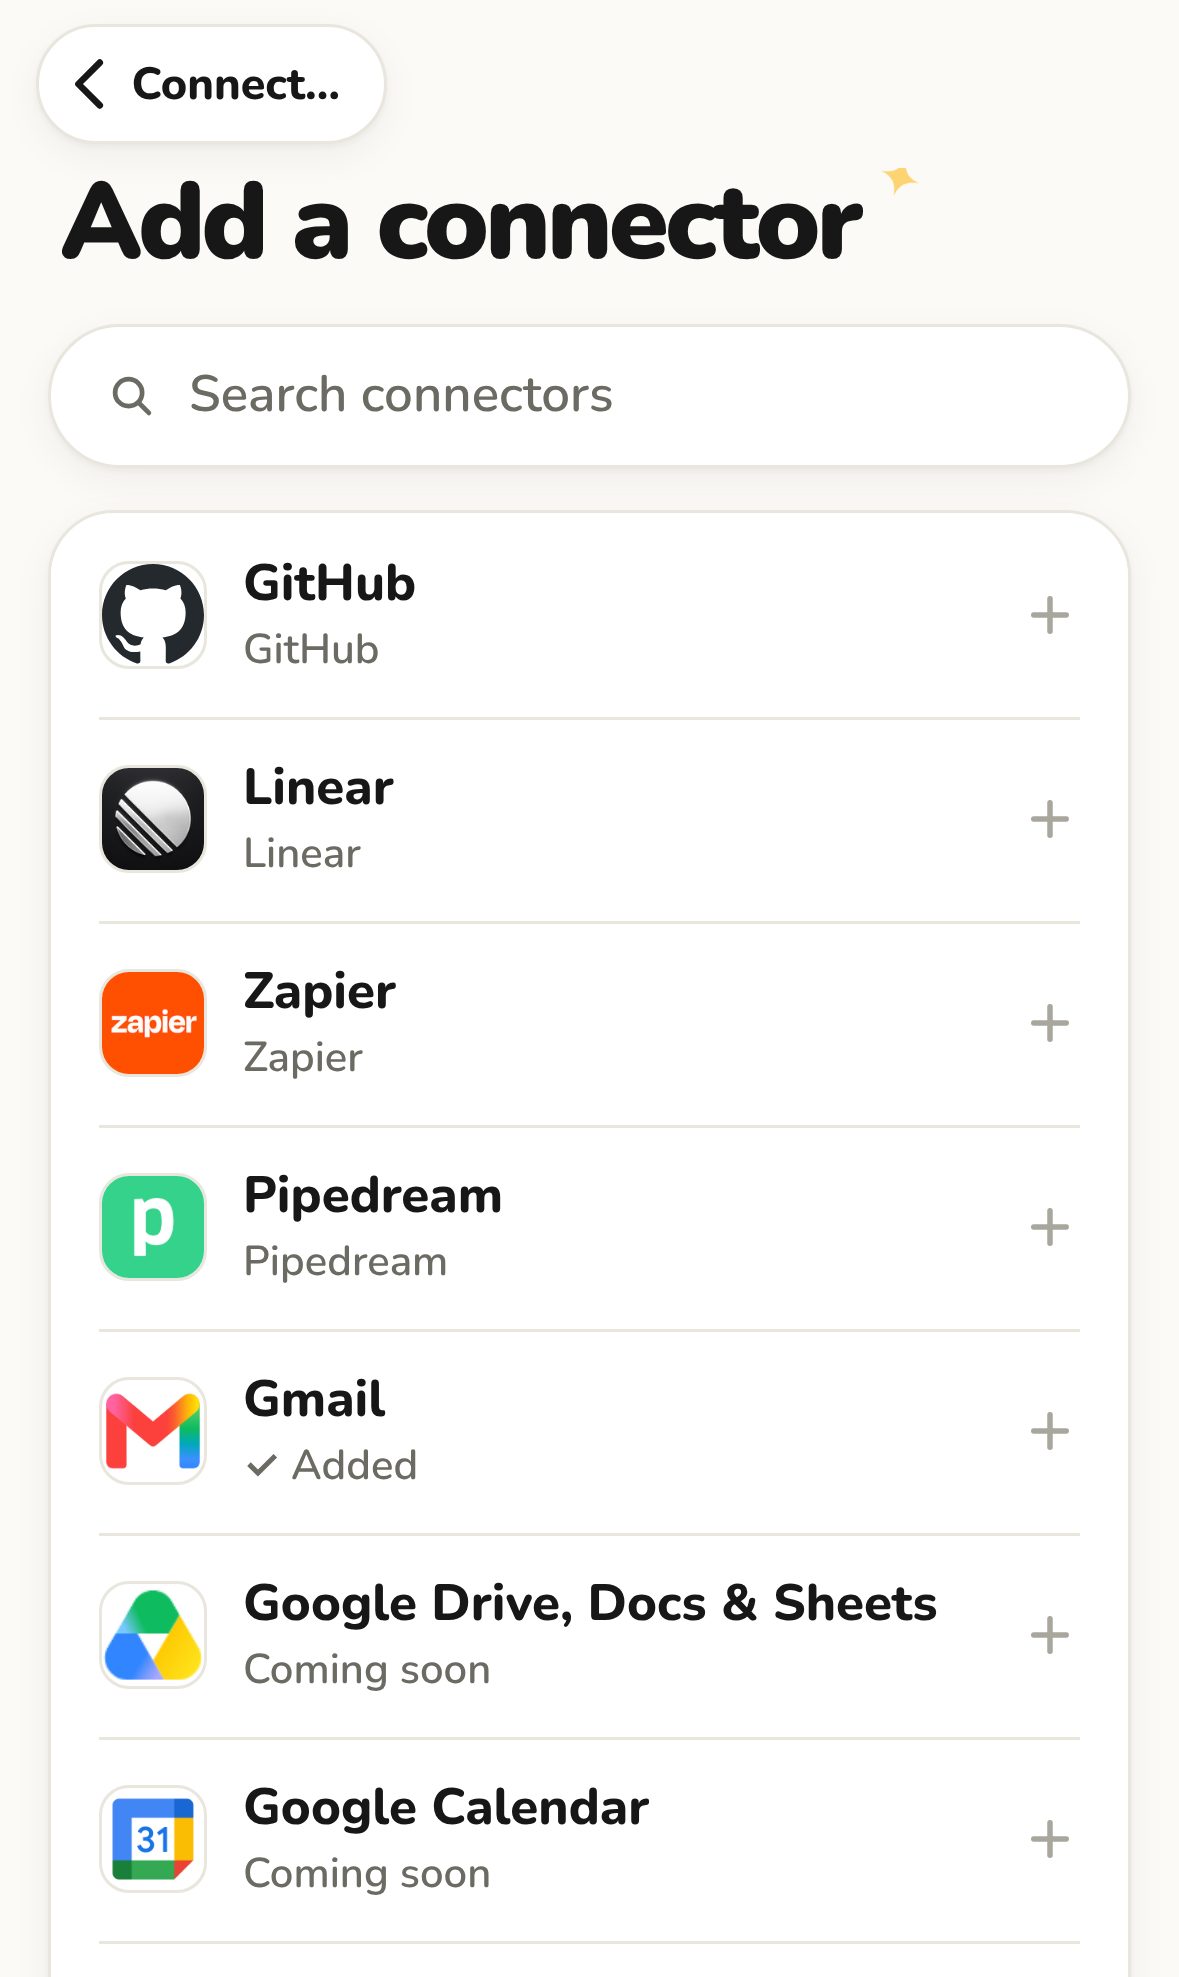 Connect...
Add a connector
Search connectors
GitHub
GitHub
Linear
Linear
zapier
Zapier
Zapier
p
Pipedream
Pipedream
Gmail
Added
Google Drive, Docs & Sheets
Coming soon
31
Google Calendar
Coming soon